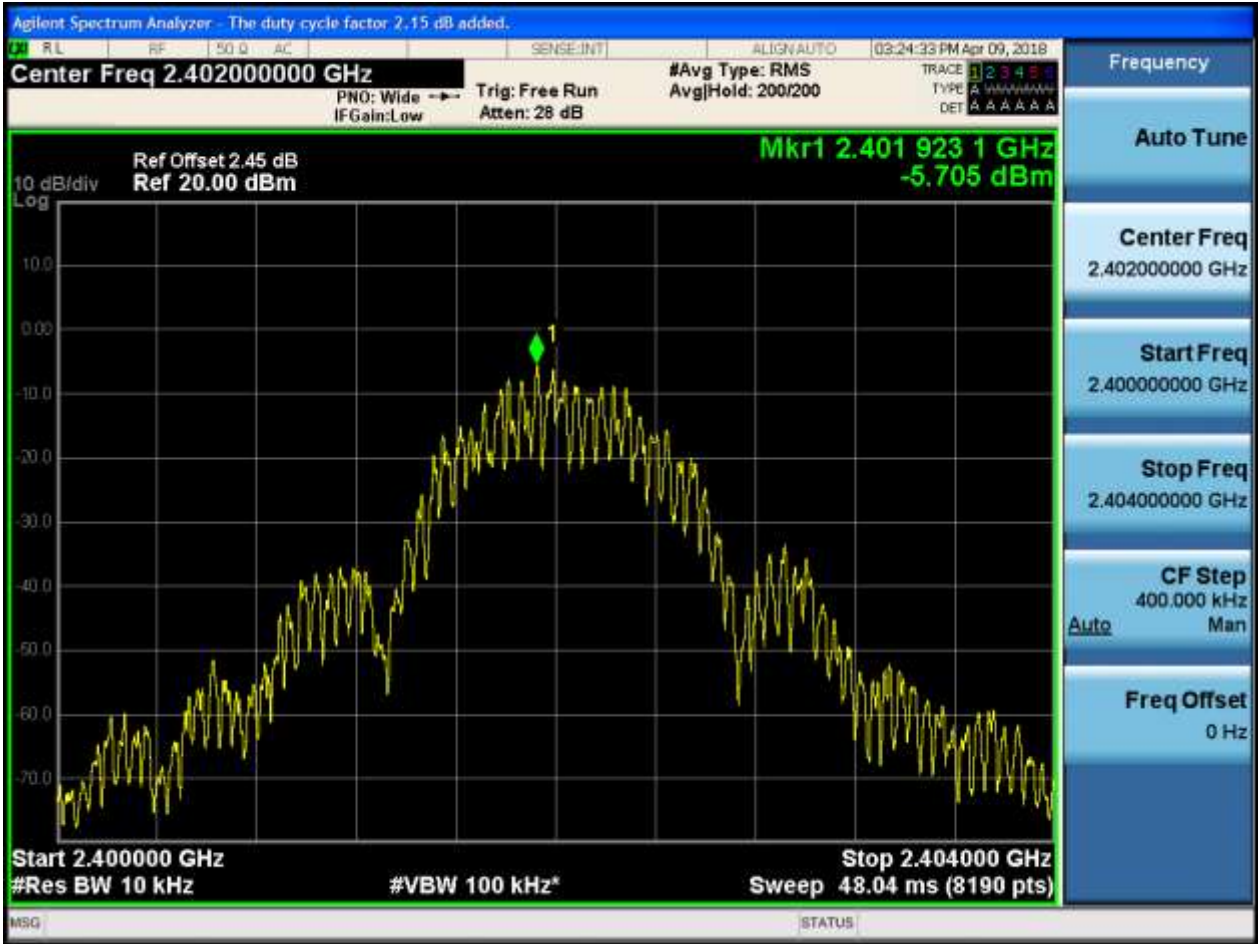 Agilent Spectrum Analyzer - The duty cycle factor 2.15 dB added.
RL RF 50 Ω AC SENSE:INT ALIGN AUTO 03:24:33 PM Apr 09, 2018
Center Freq 2.402000000 GHz
PNO: Wide
IFGain:Low
Trig: Free Run
Atten: 28 dB
#Avg Type: RMS
Avg|Hold: 200/200
TRACE 1 2 3 4 5 6
TYPE A WWWWW
DET A A A A A A
Mkr1 2.401 923 1 GHz
-5.705 dBm
Ref Offset 2.45 dB
10 dB/div Ref 20.00 dBm
Log
10.0
0.00
-10.0
-20.0
-30.0
-40.0
-50.0
-60.0
-70.0
1
Start 2.400000 GHz
Stop 2.404000 GHz
#Res BW 10 kHz
#VBW 100 kHz*
Sweep 48.04 ms (8190 pts)
MSG
STATUS
Frequency
Auto Tune
Center Freq
2.402000000 GHz
Start Freq
2.400000000 GHz
Stop Freq
2.404000000 GHz
CF Step
400.000 kHz
Auto Man
Freq Offset
0 Hz